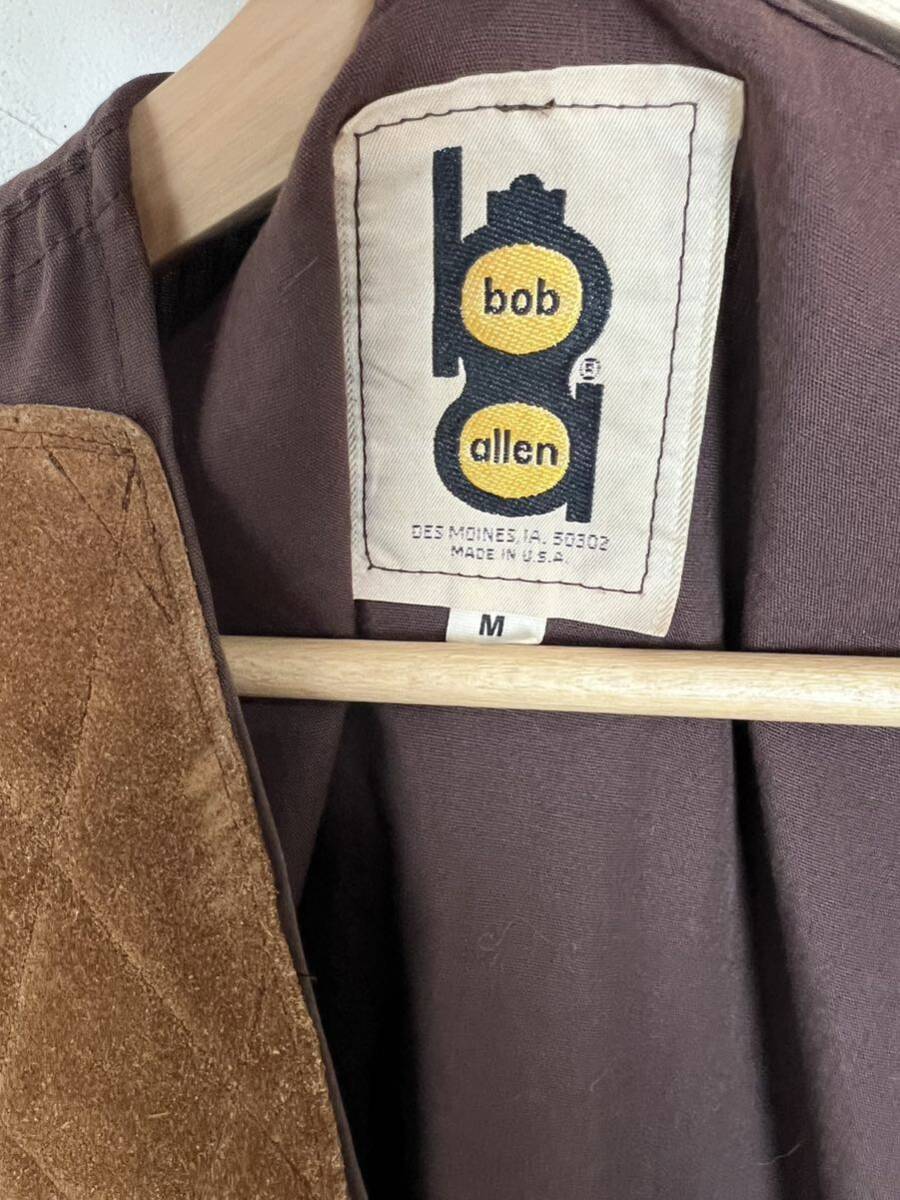 bob
®
allen
DES MOINES, IA. 50302
MADE IN U.S.A.
M